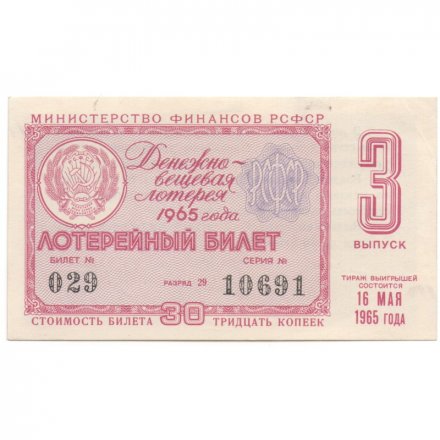 МИНИСТЕРСТВО ФИНАНСОВ РСФСР
Денежно-
вещевая
лотерея
1965 года
РСФСР
ЛОТЕРЕЙНЫЙ БИЛЕТ
БИЛЕТ № СЕРИЯ №
029 РАЗРЯД 29 10691
СТОИМОСТЬ БИЛЕТА 30 ТРИДЦАТЬ КОПЕЕК
3
ВЫПУСК
ТИРАЖ ВЫИГРЫШЕЙ
СОСТОИТСЯ
16 МАЯ
1965 ГОДА